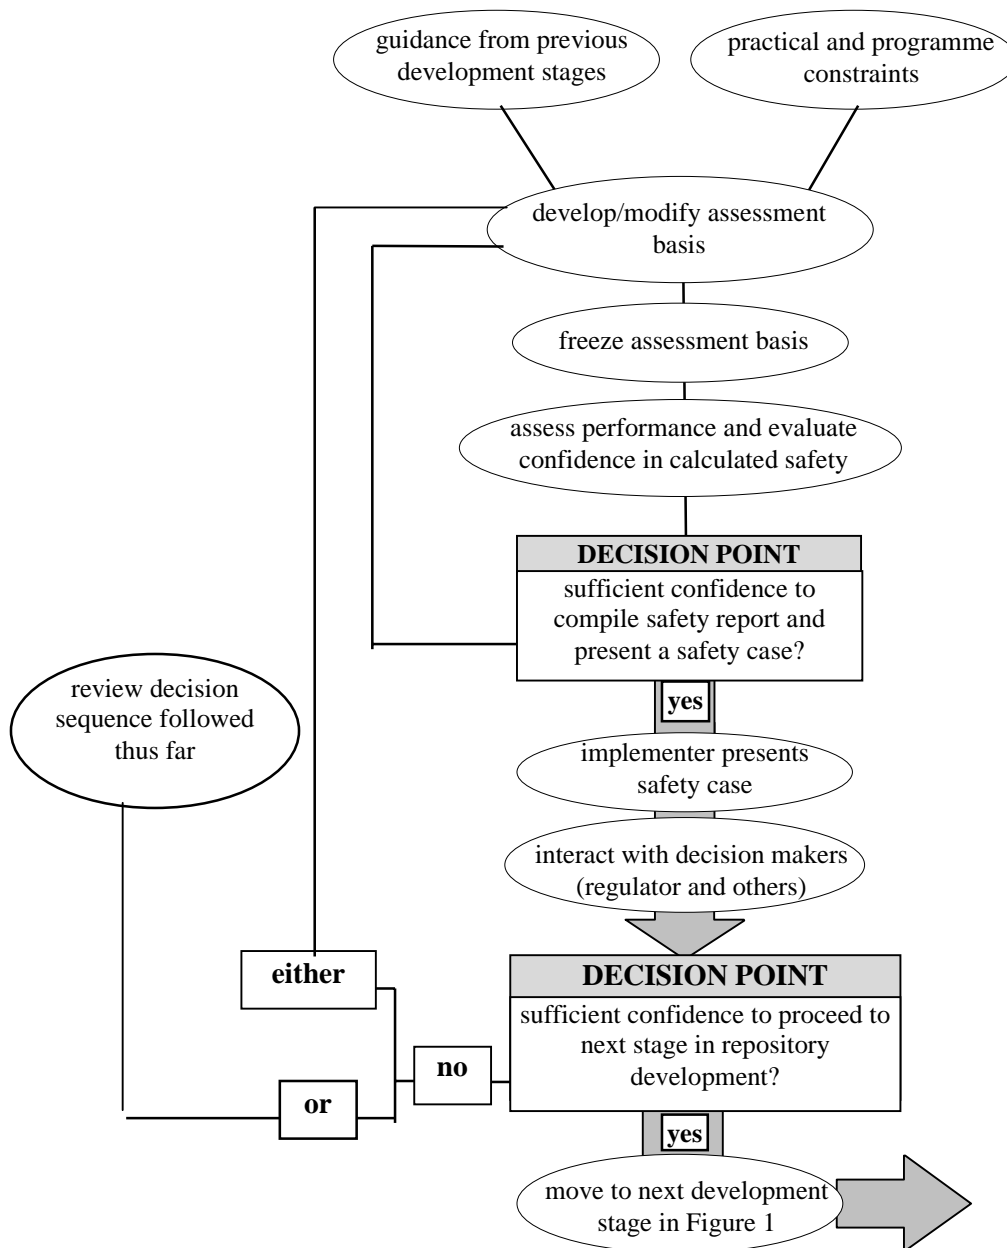 guidance from previous
development stages
practical and programme
constraints
develop/modify assessment
basis
freeze assessment basis
assess performance and evaluate
confidence in calculated safety
DECISION POINT
sufficient confidence to
compile safety report and
present a safety case?
yes
review decision
sequence followed
thus far
implementer presents
safety case
interact with decision makers
(regulator and others)
either
DECISION POINT
sufficient confidence to proceed to
next stage in repository
development?
no
or
yes
move to next development
stage in Figure 1